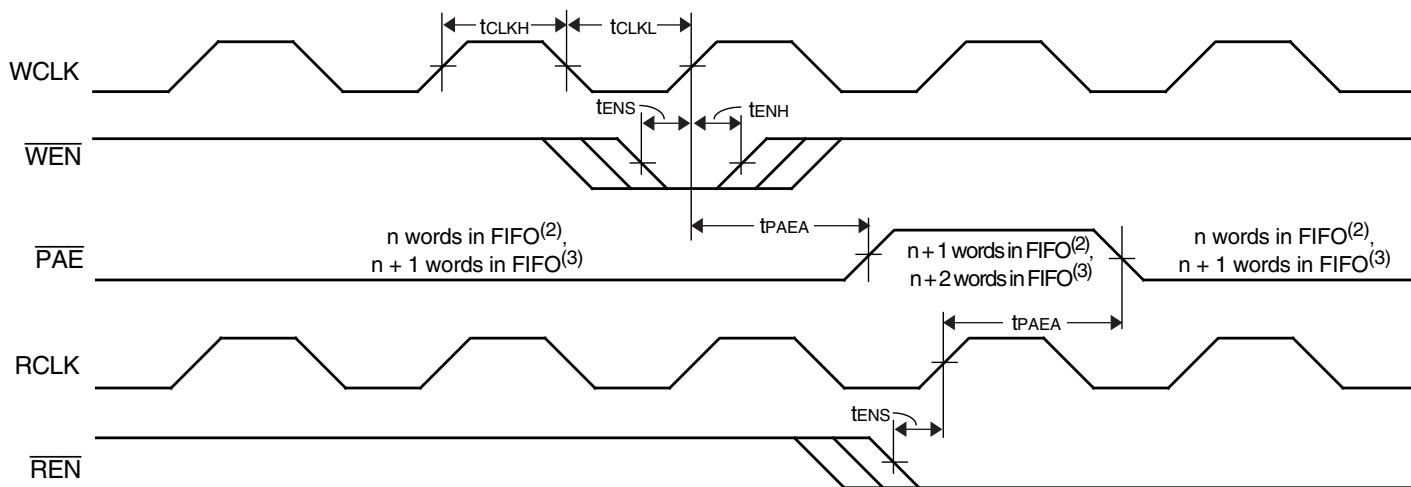 tCLKH tCLKL
WCLK
tENS tENH
WEN
tPAEA
n words in FIFO(2),
n + 1 words in FIFO(3)
PAE
n + 1 words in FIFO(2),
n + 2 words in FIFO(3)
n words in FIFO(2),
n + 1 words in FIFO(3)
tPAEA
RCLK
tENS
REN